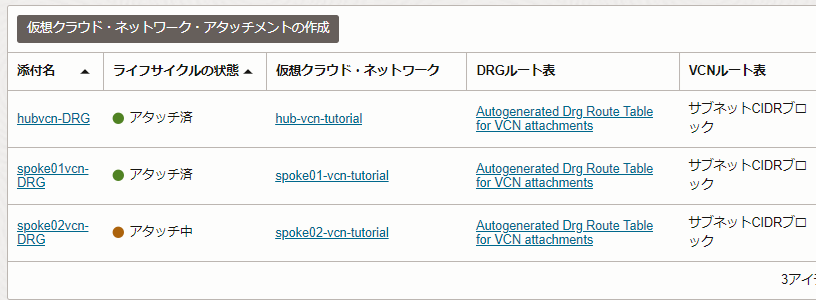 仮想クラウド・ネットワーク・アタッチメントの作成
添付名 ライフサイクルの状態 仮想クラウド・ネットワーク DRGルート表 VCNルート表
hubvcn-DRG アタッチ済 hub-vcn-tutorial Autogenerated Drg Route Table for VCN attachments サブネットCIDRブロック
spoke01vcn-DRG アタッチ済 spoke01-vcn-tutorial Autogenerated Drg Route Table for VCN attachments サブネットCIDRブロック
spoke02vcn-DRG アタッチ中 spoke02-vcn-tutorial Autogenerated Drg Route Table for VCN attachments サブネットCIDRブロック
3アイ